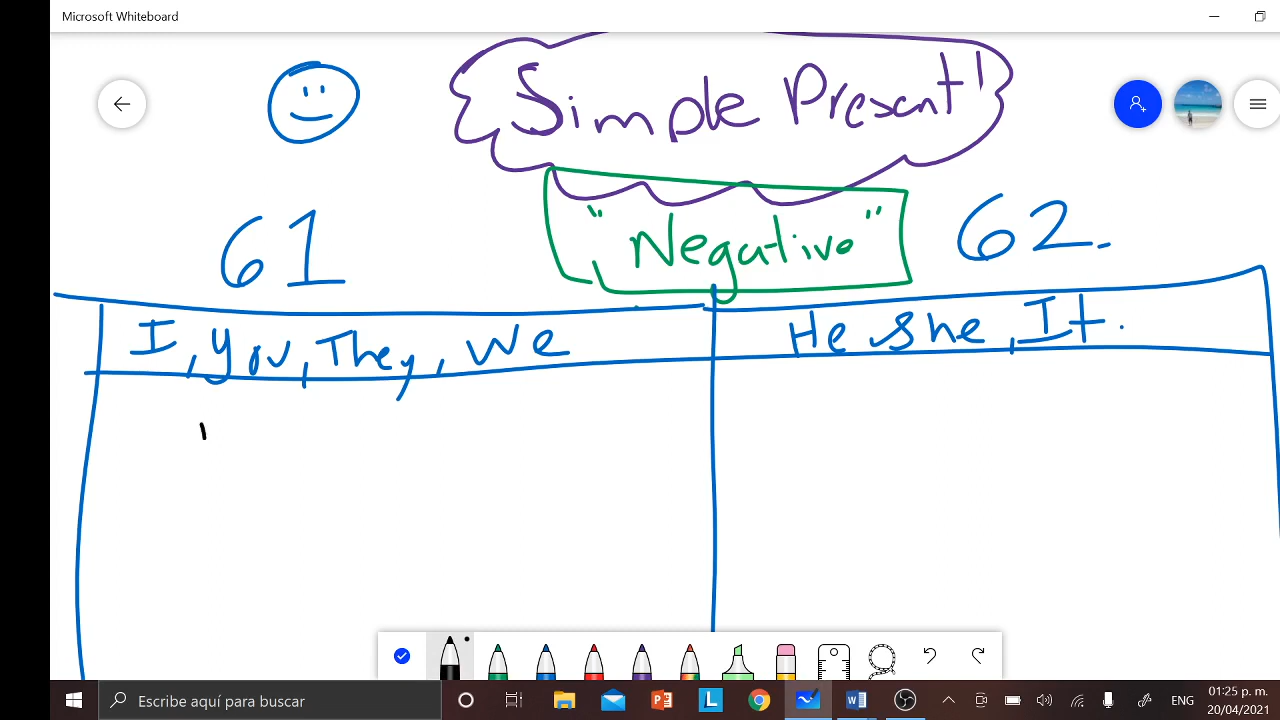 Microsoft Whiteboard
Simple Present!
"Negative"
61
62.
I, You, They, We
He She, It.
Escribe aquí para buscar
ENG
01:25 p. m.
20/04/2021